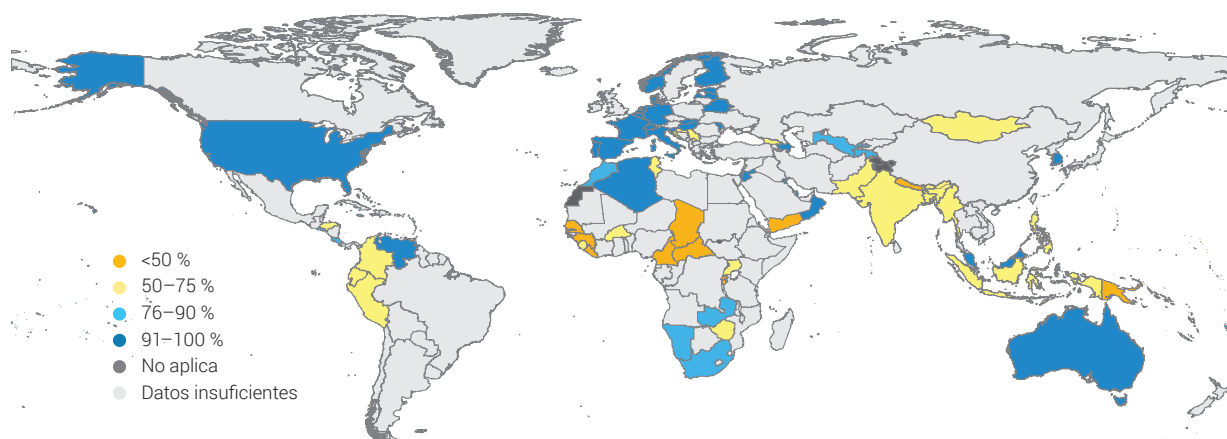 <50 %
50–75 %
76–90 %
91–100 %
No aplica
Datos insuficientes